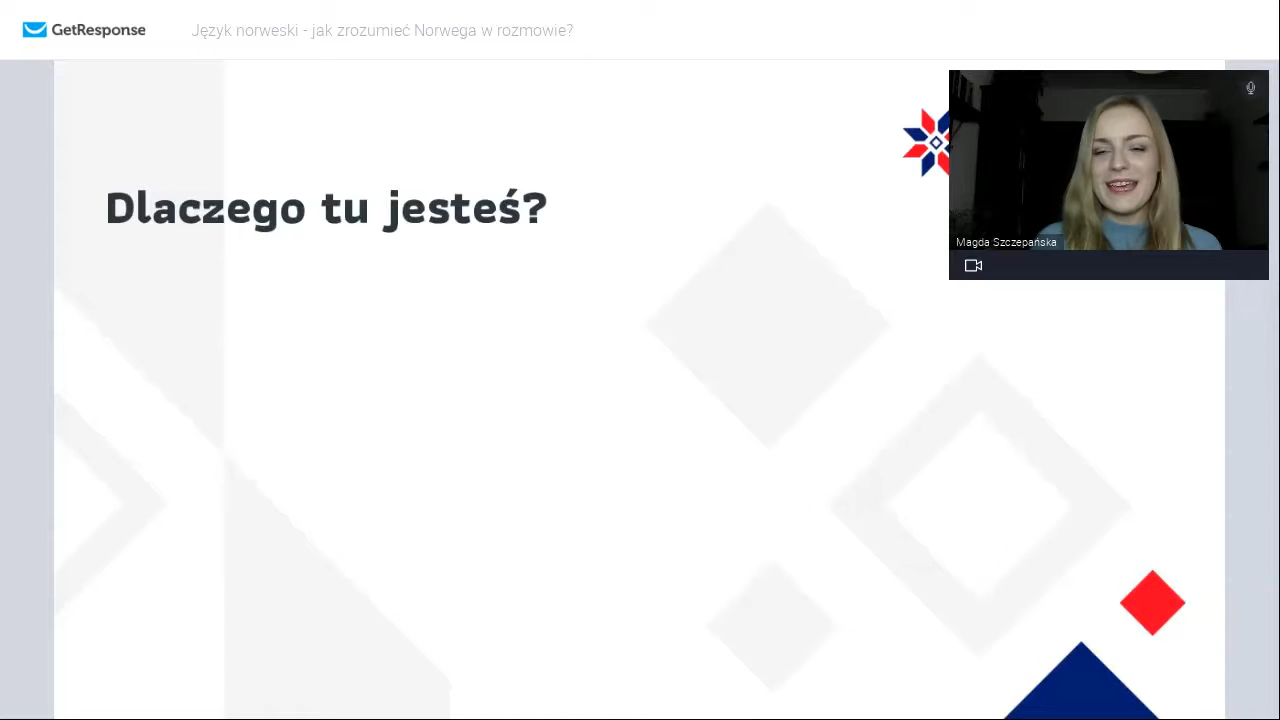 GetResponse
Język norweski - jak zrozumieć Norwega w rozmowie?
Dlaczego tu jesteś?
Magda Szczepańska